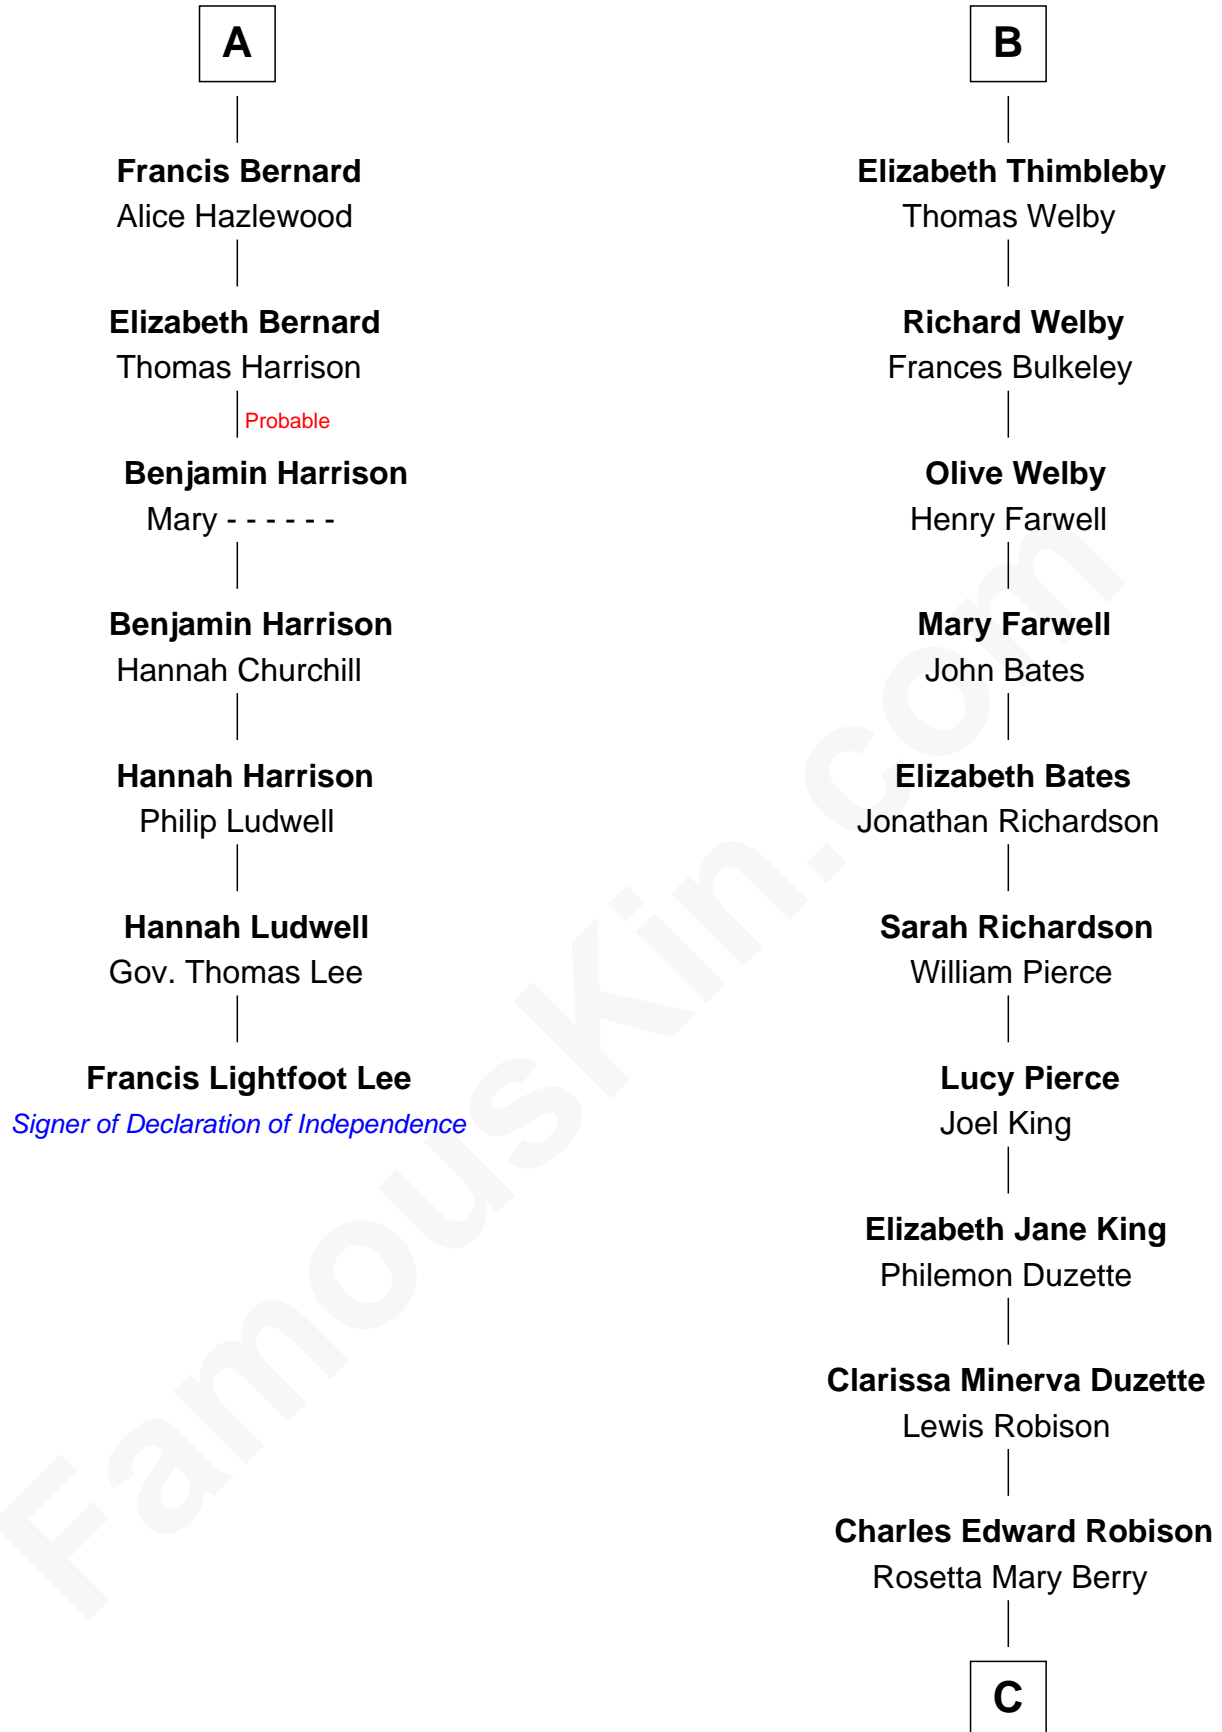 A
Francis Bernard
Alice Hazlewood
Elizabeth Bernard
Thomas Harrison
Probable
Benjamin Harrison
Mary - - - - - -
Benjamin Harrison
Hannah Churchill
Hannah Harrison
Philip Ludwell
Hannah Ludwell
Gov. Thomas Lee
Francis Lightfoot Lee
Signer of Declaration of Independence
B
Elizabeth Thimbleby
Thomas Welby
Richard Welby
Frances Bulkeley
Olive Welby
Henry Farwell
Mary Farwell
John Bates
Elizabeth Bates
Jonathan Richardson
Sarah Richardson
William Pierce
Lucy Pierce
Joel King
Elizabeth Jane King
Philemon Duzette
Clarissa Minerva Duzette
Lewis Robison
Charles Edward Robison
Rosetta Mary Berry
C
FamousKin.com